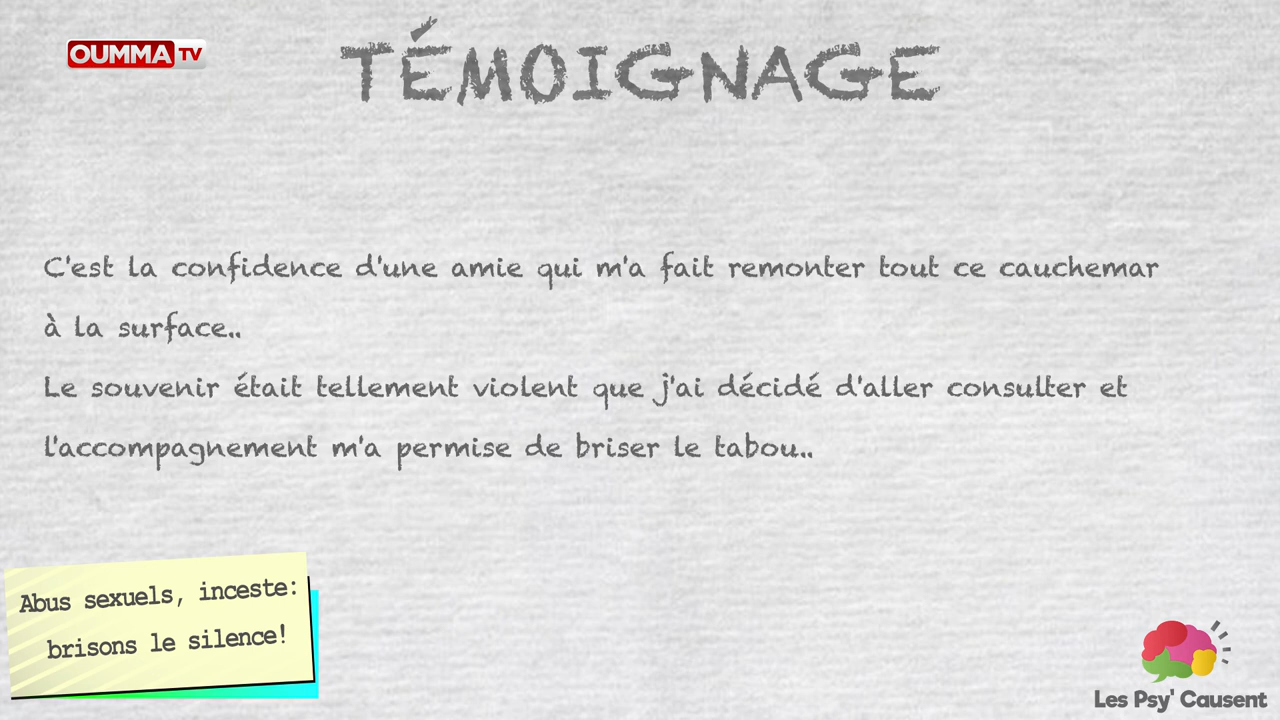 OUMMA TV
TÉMOIGNAGE
C'est la confidence d'une amie qui m'a fait remonter tout ce cauchemar
à la surface..
Le souvenir était tellement violent que j'ai décidé d'aller consulter et
l'accompagnement m'a permise de briser le tabou..
Abus sexuels, inceste:
brisons le silence!
Les Psy' Causent